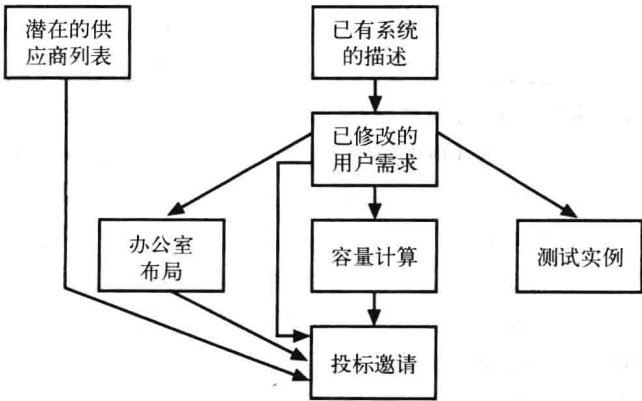 潜在的供
应商列表
已有系统
的描述
已修改的
用户需求
办公室
布局
容量计算
测试实例
投标邀请